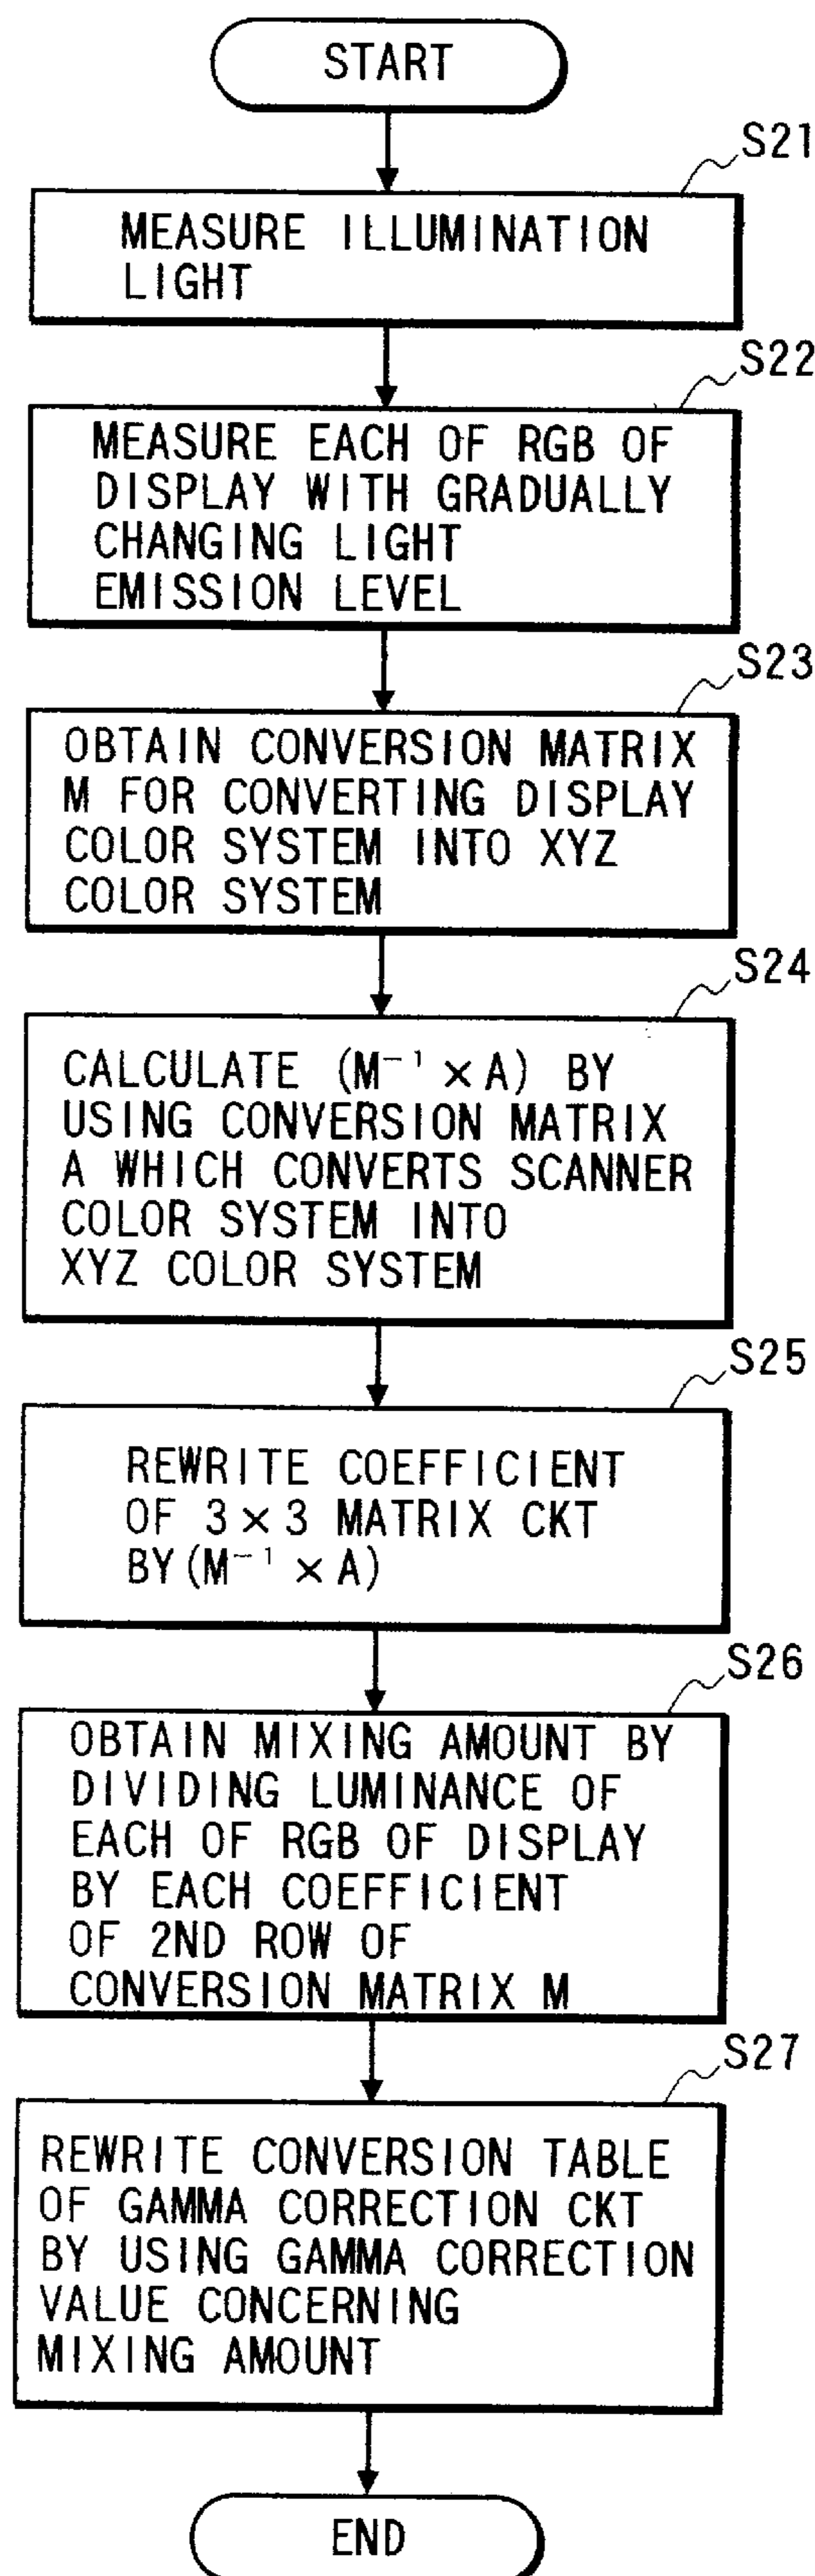 START
S21
MEASURE ILLUMINATION
LIGHT
S22
MEASURE EACH OF RGB OF
DISPLAY WITH GRADUALLY
CHANGING LIGHT
EMISSION LEVEL
S23
OBTAIN CONVERSION MATRIX
M FOR CONVERTING DISPLAY
COLOR SYSTEM INTO XYZ
COLOR SYSTEM
S24
CALCULATE (M⁻¹ × A) BY
USING CONVERSION MATRIX
A WHICH CONVERTS SCANNER
COLOR SYSTEM INTO
XYZ COLOR SYSTEM
S25
REWRITE COEFFICIENT
OF 3 × 3 MATRIX CKT
BY (M⁻¹ × A)
S26
OBTAIN MIXING AMOUNT BY
DIVIDING LUMINANCE OF
EACH OF RGB OF DISPLAY
BY EACH COEFFICIENT
OF 2ND ROW OF
CONVERSION MATRIX M
S27
REWRITE CONVERSION TABLE
OF GAMMA CORRECTION CKT
BY USING GAMMA CORRECTION
VALUE CONCERNING
MIXING AMOUNT
END